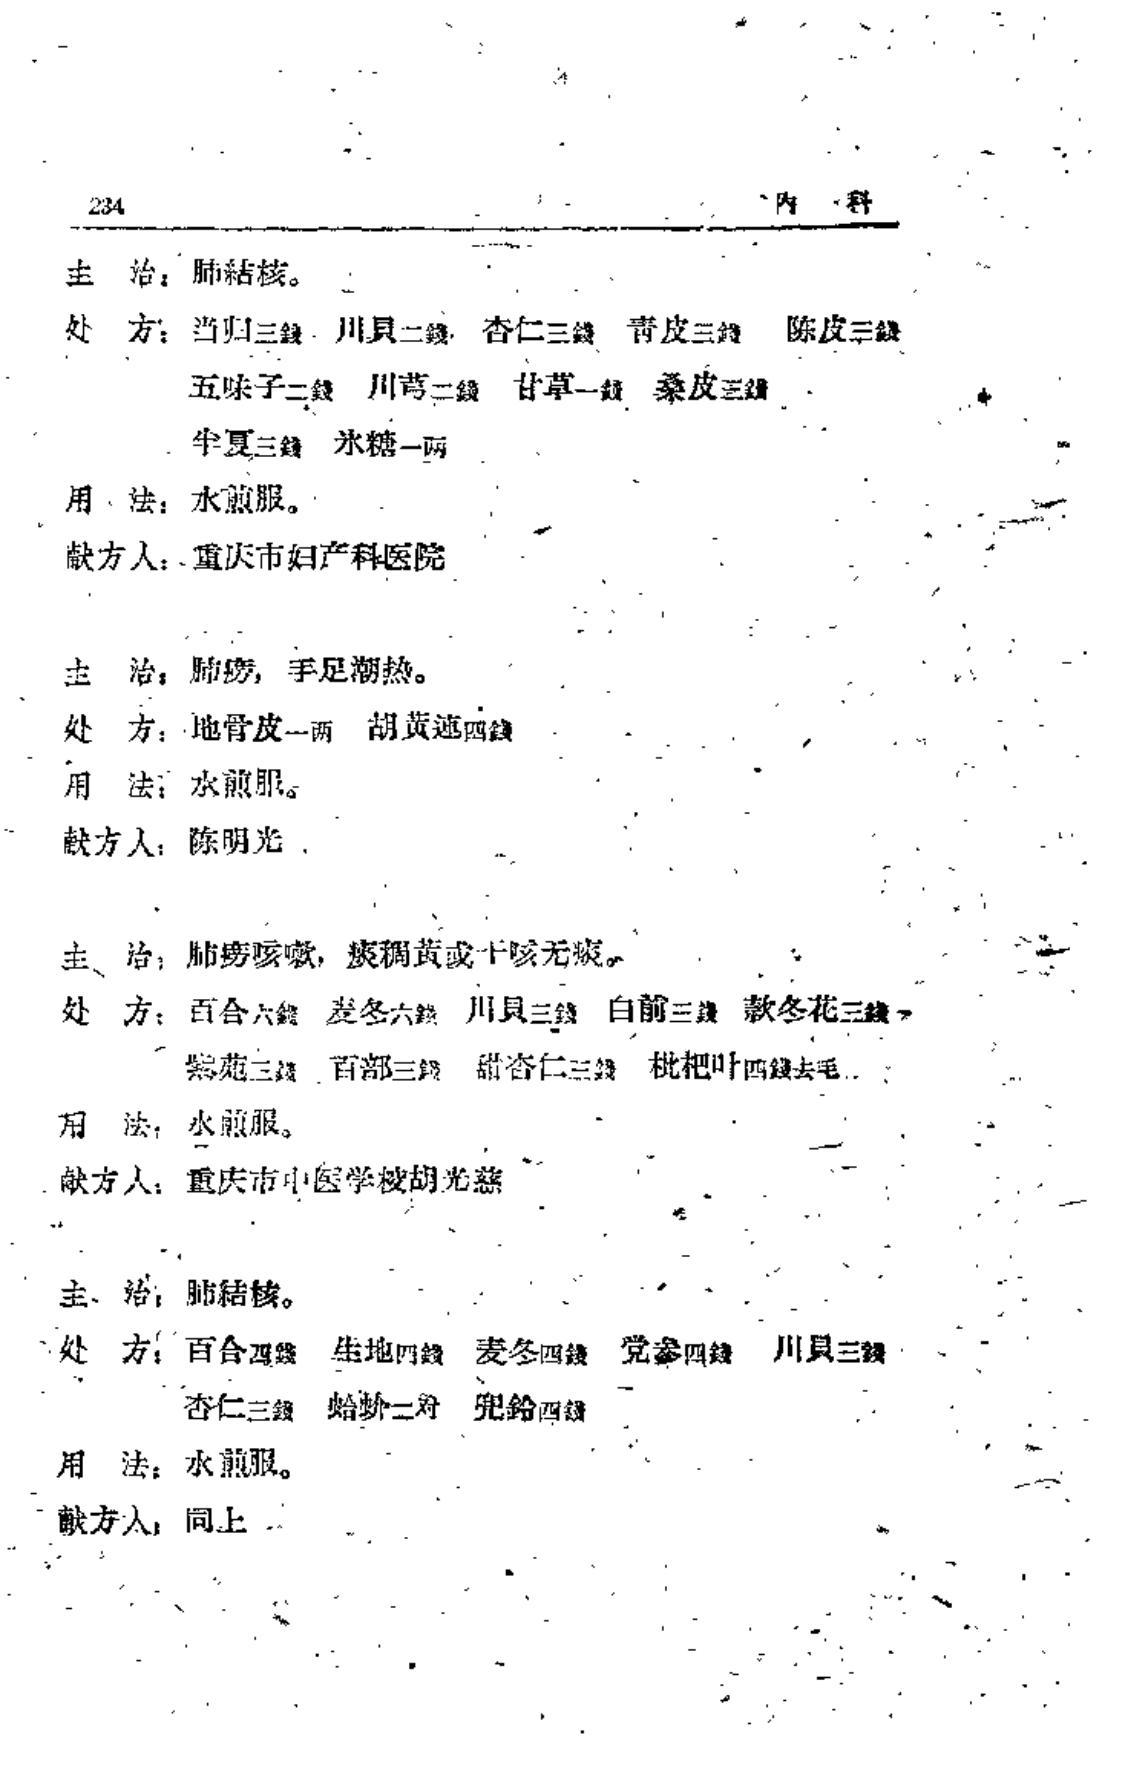 234 内 科
主 治：肺結核。
处 方：当归三錢 川貝二錢 杏仁三錢 青皮三錢 陈皮三錢
五味子二錢 川芎二錢 甘草一錢 桑皮三錢
半夏三錢 氷糖一两
用 法：水煎服。
献方人：重庆市妇产科医院
主 治：肺痨，手足潮热。
处 方：地骨皮一两 胡黄連四錢
用 法：水煎服。
献方人：陈明光
主 治：肺痨咳嗽，痰稠黄或干咳无痰。
处 方：百合六錢 麦冬六錢 川貝三錢 白前三錢 款冬花三錢
紫苑三錢 百部三錢 甜杏仁三錢 枇杷叶四錢去毛
用 法：水煎服。
献方人：重庆市中医学校胡光慈
主 治：肺結核。
处 方：百合四錢 生地四錢 麦冬四錢 党參四錢 川貝三錢
杏仁三錢 蛤蚧二对 兜鈴四錢
用 法：水煎服。
献方人：同上